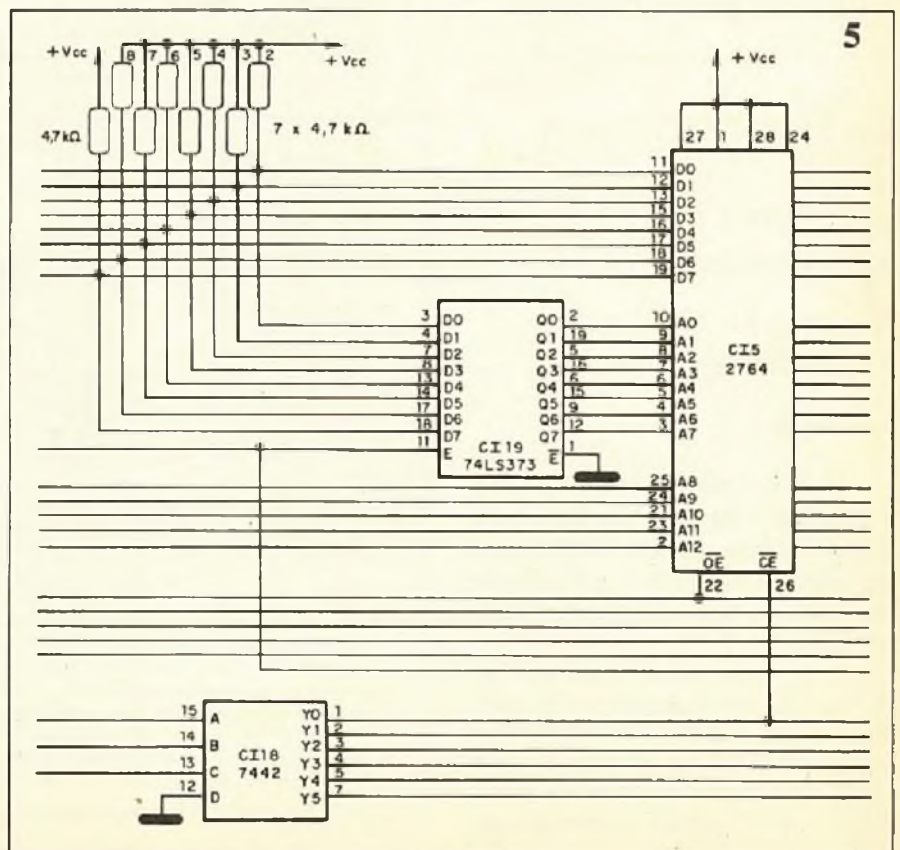 5
+Vcc 8 7 6 5 4 3 2 +Vcc
4,7kΩ
7 x 4,7 kΩ
+ Vcc
27 1 28 24
11 D0
12 D1
13 D2
15 D3
16 D4
17 D5
18 D6
19 D7
10 A0
9 A1
8 A2
7 A3
6 A4
5 A5
4 A6
3 A7
25 A8
24 A9
21 A10
23 A11
2 A12
CI5
2764
OE CE
22 26
3 D0 Q0 2
4 D1 Q1 19
7 D2 Q2 5
8 D3 Q3 16
13 D4 Q4 6
14 D5 Q5 15
17 D6 Q6 9
18 D7 Q7 12
11 E E 1
CI19
74LS373
15 A Y0 1
Y1 2
14 B Y2 3
13 C Y3 4
Y4 5
12 D Y5 7
CI18
7442